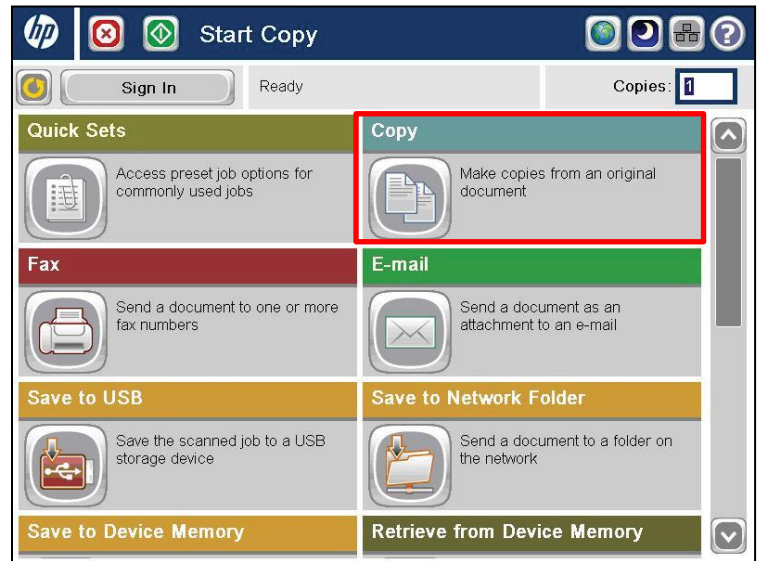 hp
Start Copy
?
Sign In
Ready
Copies: 1
Quick Sets
Access preset job options for
commonly used jobs
Copy
Make copies from an original
document
Fax
Send a document to one or more
fax numbers
E-mail
Send a document as an
attachment to an e-mail
Save to USB
Save the scanned job to a USB
storage device
Save to Network Folder
Send a document to a folder on
the network
Save to Device Memory
Retrieve from Device Memory